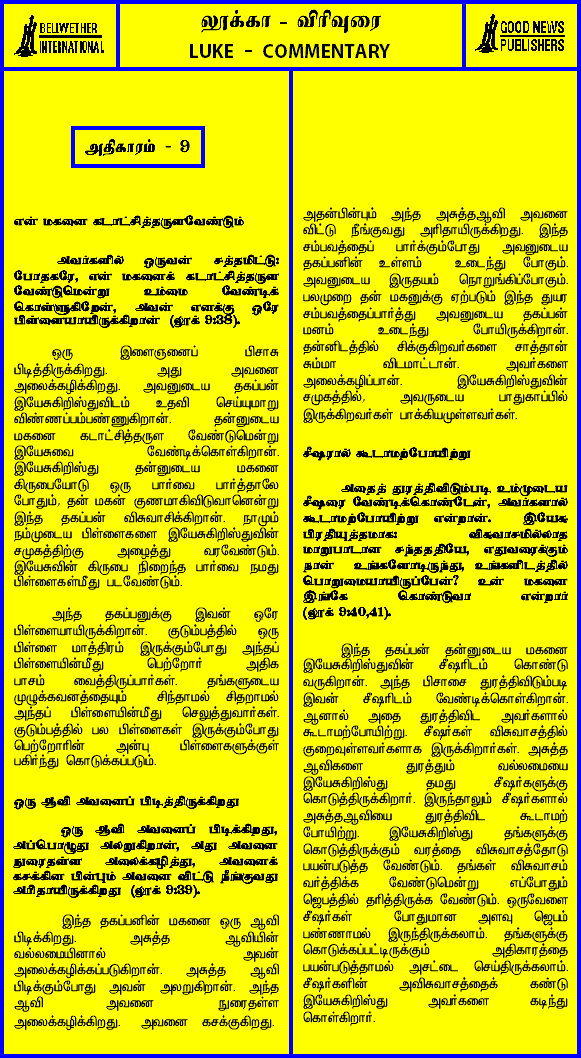 BELWETHER
INTERNATIONAL
லூக்கா - விரிவுரை
LUKE - COMMENTARY
GOOD NEWS
PUBLISHERS
அதிகாரம் - 9
என் மகனை கடாட்சித்தருளவேண்டும்
அவர்களில் ஒருவன் சத்தமிட்டு:
போதகரே, என் மகனைக் கடாட்சித்தருள
வேண்டுமென்று உம்மை வேண்டிக்
கொள்ளுகிறேன், அவன் எனக்கு ஒரே
பிள்ளையாயிருக்கிறான் (லூக் 9:38).
ஒரு இளைஞனைப் பிசாசு
பிடித்திருக்கிறது. அது அவனை
அலைக்கழிக்கிறது. அவனுடைய தகப்பன்
இயேசுகிறிஸ்துவிடம் உதவி செய்யுமாறு
விண்ணப்பம்பண்ணுகிறான். தன்னுடைய
மகனை கடாட்சித்தருள வேண்டுமென்று
இயேசுவை வேண்டிக்கொள்கிறான்.
இயேசுகிறிஸ்து தன்னுடைய மகனை
கிருபையோடு ஒரு பார்வை பார்த்தாலே
போதும், தன் மகன் குணமாகிவிடுவானென்று
இந்த தகப்பன் விசுவாசிக்கிறான். நாமும்
நம்முடைய பிள்ளைகளை இயேசுகிறிஸ்துவின்
சமுகத்திற்கு அழைத்து வரவேண்டும்.
இயேசுவின் கிருபை நிறைந்த பார்வை நமது
பிள்ளைகள்மீது படவேண்டும்.
அந்த தகப்பனுக்கு இவன் ஒரே
பிள்ளையாயிருக்கிறான். குடும்பத்தில் ஒரு
பிள்ளை மாத்திரம் இருக்கும்போது அந்தப்
பிள்ளையின்மீது பெற்றோர் அதிக
பாசம் வைத்திருப்பார்கள். தங்களுடைய
முழுக்கவனத்தையும் சிந்தாமல் சிதறாமல்
அந்தப் பிள்ளையின்மீது செலுத்துவார்கள்.
குடும்பத்தில் பல பிள்ளைகள் இருக்கும்போது
பெற்றோரின் அன்பு பிள்ளைகளுக்குள்
பகிர்ந்து கொடுக்கப்படும்.
ஒரு ஆவி அவனைப் பிடித்திருக்கிறது
ஒரு ஆவி அவனைப் பிடிக்கிறது,
அப்பொழுது அலறுகிறான், அது அவனை
நுரைதள்ள அலைக்கழித்து, அவனைக்
கசக்கின பின்பும் அவனை விட்டு நீங்குவது
அரிதாயிருக்கிறது (லூக் 9:39).
இந்த தகப்பனின் மகனை ஒரு ஆவி
பிடிக்கிறது. அசுத்த ஆவியின்
வல்லமையினால் அவன்
அலைக்கழிக்கப்படுகிறான். அசுத்த ஆவி
பிடிக்கும்போது அவன் அலறுகிறான். அந்த
ஆவி அவனை நுரைதள்ள
அலைக்கழிக்கிறது. அவனை கசக்குகிறது.
அதன்பின்பும் அந்த அசுத்தஆவி அவனை
விட்டு நீங்குவது அரிதாயிருக்கிறது. இந்த
சம்பவத்தைப் பார்க்கும்போது அவனுடைய
தகப்பனின் உள்ளம் உடைந்து போகும்.
அவனுடைய இருதயம் நொறுங்கிப்போகும்.
பலமுறை தன் மகனுக்கு ஏற்படும் இந்த துயர
சம்பவத்தைப்பார்த்து அவனுடைய தகப்பன்
மனம் உடைந்து போயிருக்கிறான்.
தன்னிடத்தில் சிக்குகிறவர்களை சாத்தான்
சும்மா விடமாட்டான். அவர்களை
அலைக்கழிப்பான். இயேசுகிறிஸ்துவின்
சமுகத்தில், அவருடைய பாதுகாப்பில்
இருக்கிறவர்கள் பாக்கியமுள்ளவர்கள்.
சீஷரால் கூடாமற்போயிற்று
அதைத் துரத்திவிடும்படி உம்முடைய
சீஷரை வேண்டிக்கொண்டேன், அவர்களால்
கூடாமற்போயிற்று என்றான். இயேசு
பிரதியுத்தமாக: விசுவாசமில்லாத
மாறுபாடான சந்தததியே, எதுவரைக்கும்
நான் உங்களோடிருந்து, உங்களிடத்தில்
பொறுமையாயிருப்பேன்? உன் மகனை
இங்கே கொண்டுவா என்றார்
(லூக் 9:40,41).
இந்த தகப்பன் தன்னுடைய மகனை
இயேசுகிறிஸ்துவின் சீஷரிடம் கொண்டு
வருகிறான். அந்த பிசாசை துரத்திவிடும்படி
இவன் சீஷரிடம் வேண்டிக்கொள்கிறான்.
ஆனால் அதை துரத்திவிட அவர்களால்
கூடாமற்போயிற்று. சீஷர்கள் விசுவாசத்தில்
குறைவுள்ளவர்களாக இருக்கிறார்கள். அசுத்த
ஆவிகளை துரத்தும் வல்லமையை
இயேசுகிறிஸ்து தமது சீஷர்களுக்கு
கொடுத்திருக்கிறார். இருந்தாலும் சீஷர்களால்
அசுத்தஆவியை துரத்திவிட கூடாமற்
போயிற்று. இயேசுகிறிஸ்து தங்களுக்கு
கொடுத்திருக்கும் வரத்தை விசுவாசத்தோடு
பயன்படுத்த வேண்டும். தங்கள் விசுவாசம்
வர்த்திக்க வேண்டுமென்று எப்போதும்
ஜெபத்தில் தரித்திருக்க வேண்டும். ஒருவேளை
சீஷர்கள் போதுமான அளவு ஜெபம்
பண்ணாமல் இருந்திருக்கலாம். தங்களுக்கு
கொடுக்கப்பட்டிருக்கும் அதிகாரத்தை
பயன்படுத்தாமல் அசட்டை செய்திருக்கலாம்.
சீஷர்களின் அவிசுவாசத்தைக் கண்டு
இயேசுகிறிஸ்து அவர்களை கடிந்து
கொள்கிறார்.